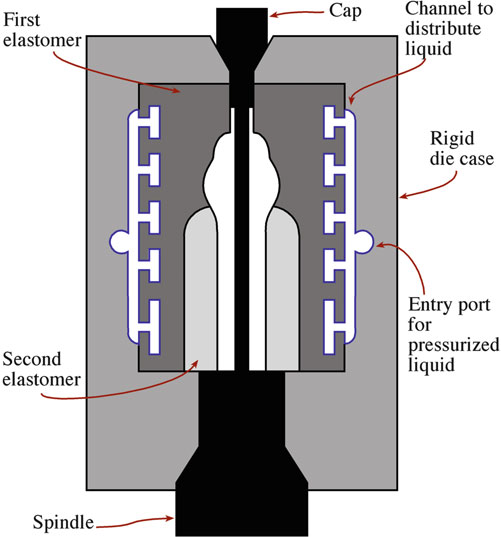 First
elastomer
Cap
Channel to
distribute
liquid
Rigid
die case
Entry port
for
pressurized
liquid
Second
elastomer
Spindle